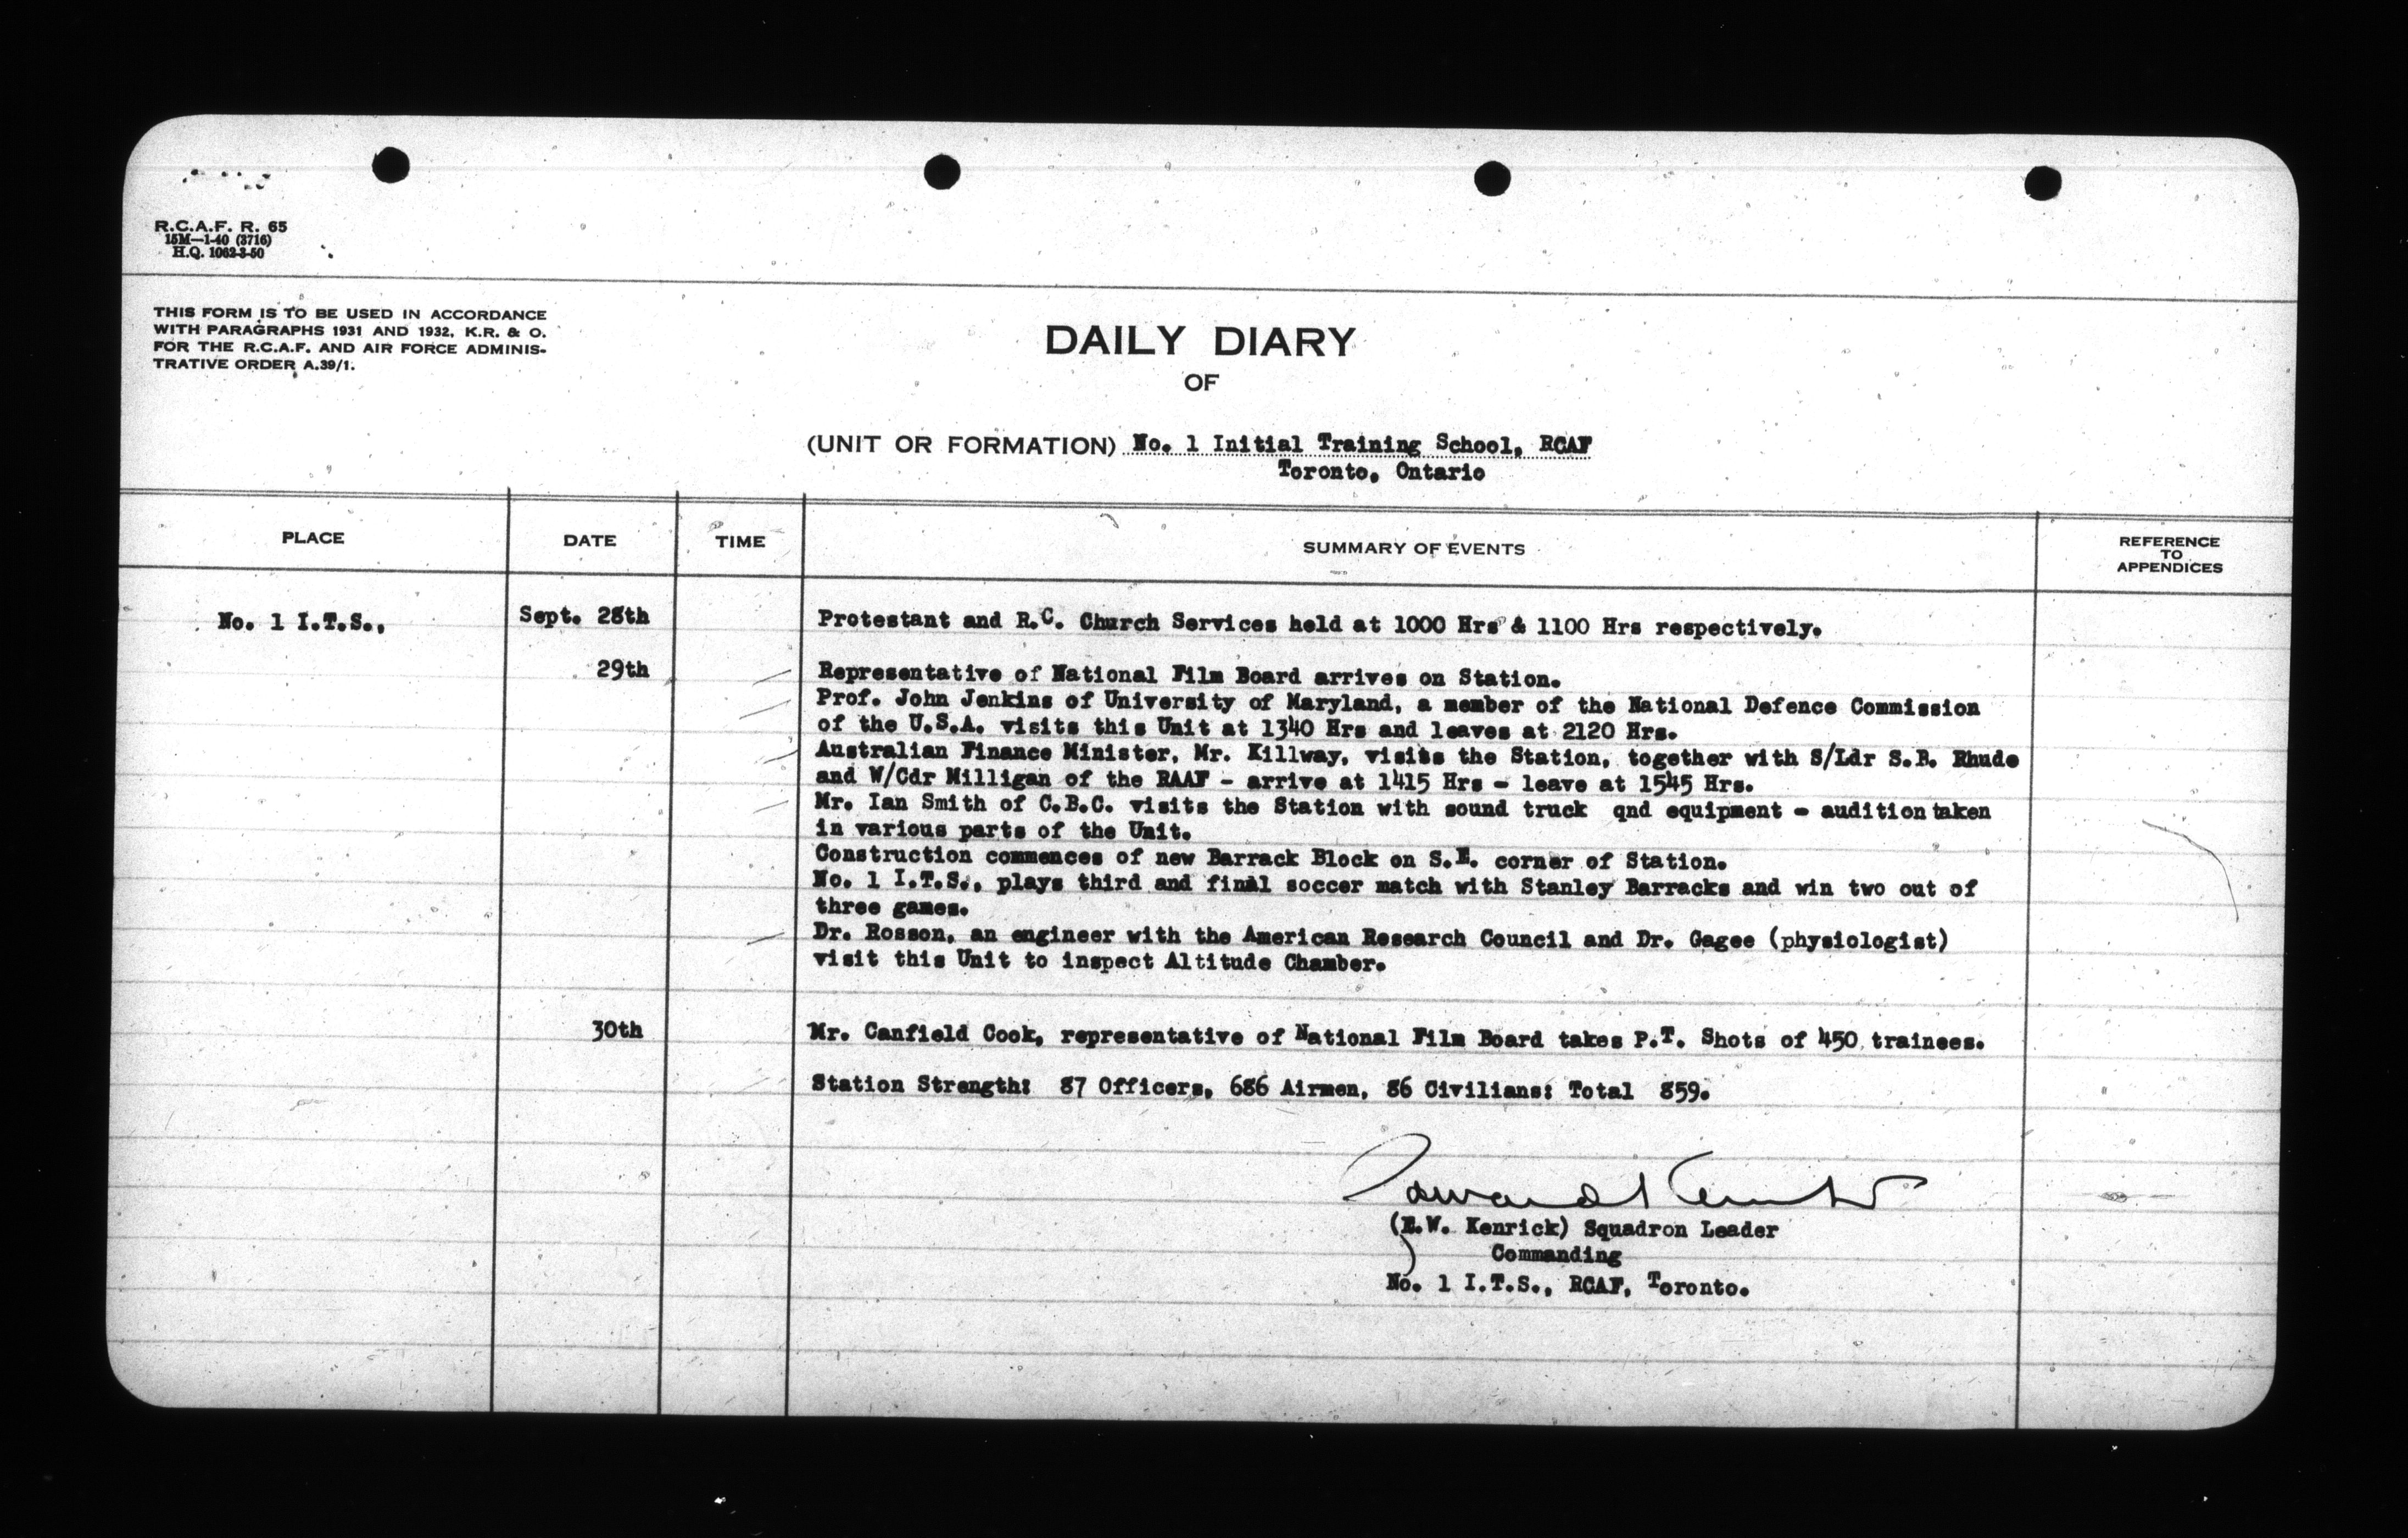 R.C.A.F. R. 65
15M—1-40 (3716)
H.Q. 1062-3-50
THIS FORM IS TO BE USED IN ACCORDANCE
WITH PARAGRAPHS 1931 AND 1932, K.R. & O.
FOR THE R.C.A.F. AND AIR FORCE ADMINIS-
TRATIVE ORDER A.39/1.
DAILY DIARY
OF
(UNIT OR FORMATION) No. 1 Initial Training School, RCAF
Toronto, Ontario
PLACE DATE TIME SUMMARY OF EVENTS REFERENCE TO APPENDICES
No. 1 I.T.S., Sept. 28th Protestant and R.C. Church Services held at 1000 Hrs & 1100 Hrs respectively.
29th Representative of National Film Board arrives on Station.
Prof. John Jenkins of University of Maryland, a member of the National Defence Commission
of the U.S.A. visits this Unit at 1340 Hrs and leaves at 2120 Hrs.
Australian Finance Minister, Mr. Killway, visits the Station, together with S/Ldr S.B. Rhude
and W/Cdr Milligan of the RAAF - arrive at 1415 Hrs - leave at 1545 Hrs.
Mr. Ian Smith of C.B.C. visits the Station with sound truck qnd equipment - audition taken
in various parts of the Unit.
Construction commences of new Barrack Block on S.E. corner of Station.
No. 1 I.T.S., plays third and final soccer match with Stanley Barracks and win two out of
three games.
Dr. Rosson, an engineer with the American Research Council and Dr. Gagee (physiologist)
visit this Unit to inspect Altitude Chamber.
30th Mr. Canfield Cook, representative of National Film Board takes P.T. Shots of 450 trainees.
Station Strength: 87 Officers, 686 Airmen, 86 Civilians: Total 859.
(E.W. Kenrick) Squadron Leader
Commanding
No. 1 I.T.S., RCAF, Toronto.